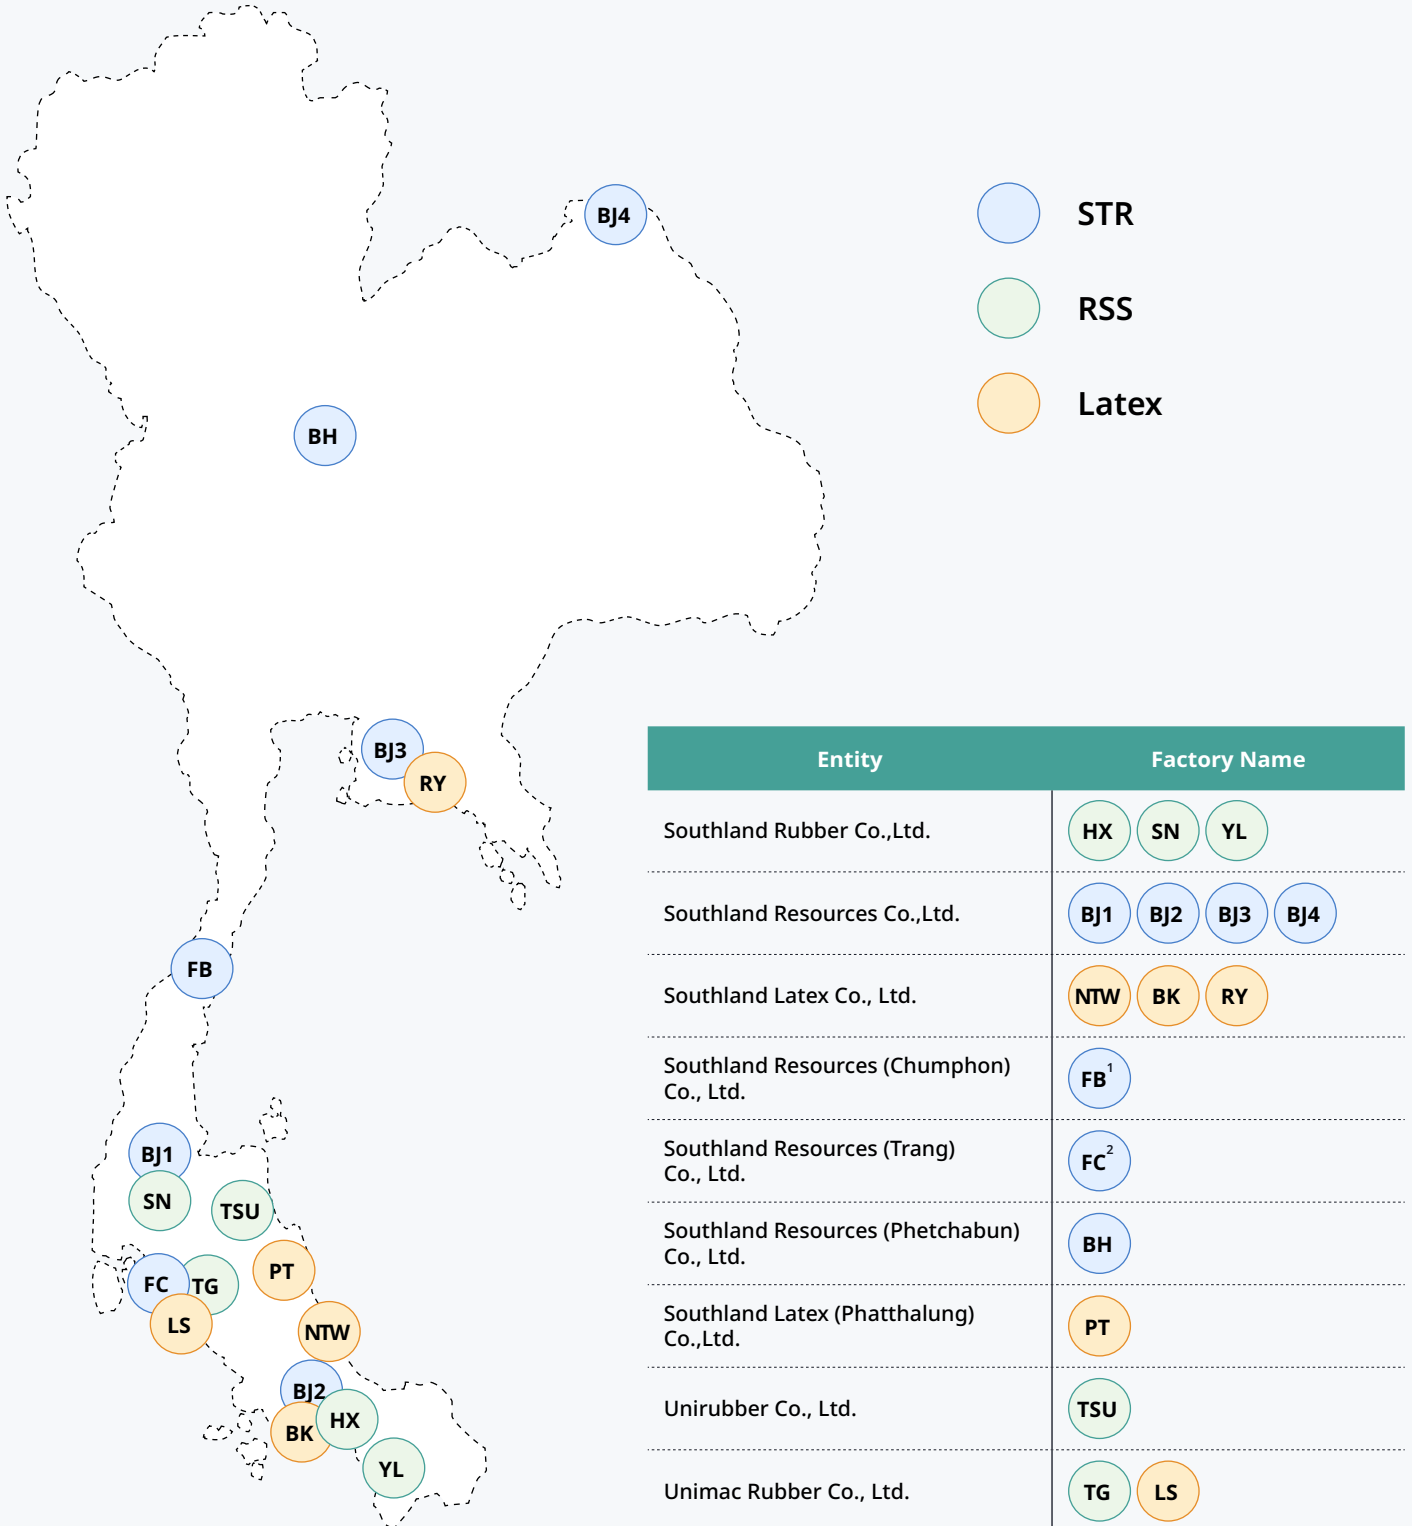 BJ4
STR
RSS
Latex
BH
BJ3
RY
FB
BJ1
SN
TSU
PT
FC
TG
LS
NTW
BJ2
HX
BK
YL
Entity Factory Name
Southland Rubber Co.,Ltd. HX SN YL
Southland Resources Co.,Ltd. BJ1 BJ2 BJ3 BJ4
Southland Latex Co., Ltd. NTW BK RY
Southland Resources (Chumphon)
Co., Ltd.
FB¹
Southland Resources (Trang)
Co., Ltd.
FC²
Southland Resources (Phetchabun)
Co., Ltd.
BH
Southland Latex (Phatthalung)
Co.,Ltd.
PT
Unirubber Co., Ltd. TSU
Unimac Rubber Co., Ltd. TG LS